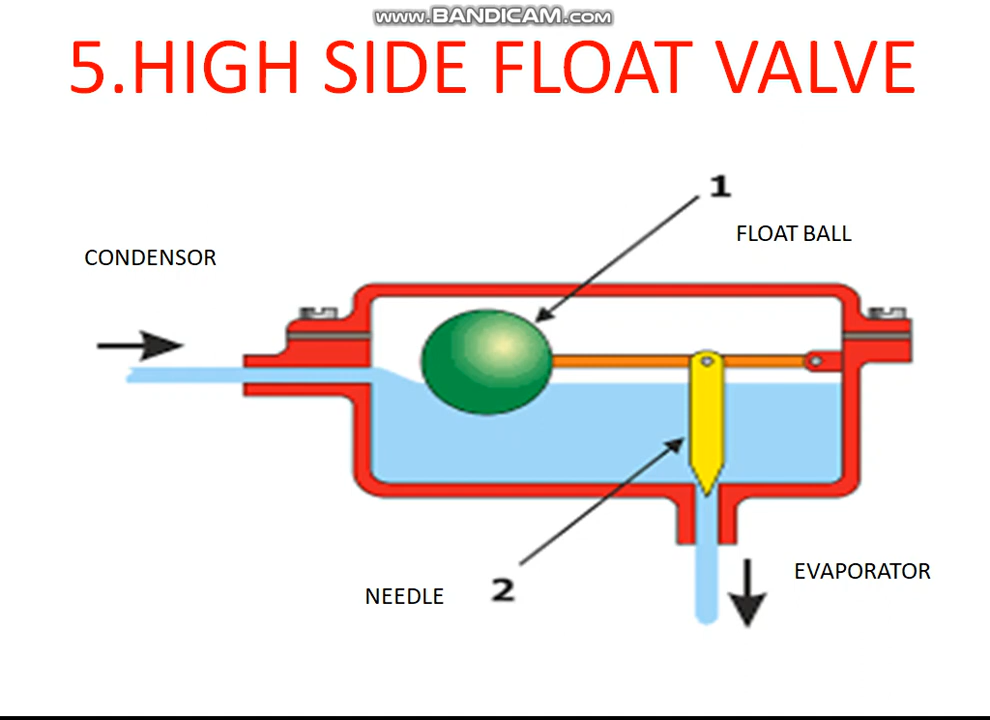 www.BANDICAM.com
5.HIGH SIDE FLOAT VALVE
1
FLOAT BALL
CONDENSOR
EVAPORATOR
NEEDLE 2